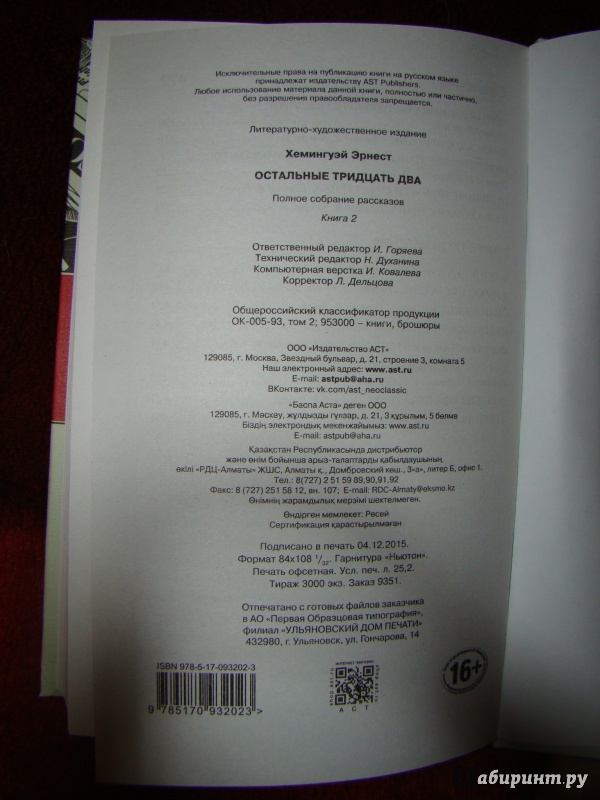 Исключительные права на публикацию книги на русском языке
принадлежат издательству AST Publishers.
Любое использование материала данной книги, полностью или частично,
без разрешения правообладателя запрещается.
Литературно-художественное издание
Хемингуэй Эрнест
ОСТАЛЬНЫЕ ТРИДЦАТЬ ДВА
Полное собрание рассказов
Книга 2
Ответственный редактор И. Горяева
Технический редактор Н. Духанина
Компьютерная верстка И. Ковалева
Корректор Л. Дельцова
Общероссийский классификатор продукции
ОК-005-93, том 2; 953000 – книги, брошюры
ООО «Издательство АСТ»
129085, г. Москва, Звездный бульвар, д. 21, строение 3, комната 5
Наш электронный адрес: www.ast.ru
E-mail: astpub@aha.ru
ВКонтакте: vk.com/ast_neoclassic
«Баспа Аста» деген ООО
129085, г. Мәскеу, жұлдызды гүлзар, д. 21, 3 құрылым, 5 бөлме
Біздің электрондық мекенжайымыз: www.ast.ru
E-mail: astpub@aha.ru
Қазақстан Республикасында дистрибьютор
және өнім бойынша арыз-талаптарды қабылдаушының
өкілі «РДЦ-Алматы» ЖШС, Алматы қ., Домбровский көш., 3«а», литер Б, офис 1.
Тел.: 8(727) 2 51 59 89,90,91,92
Факс: 8 (727) 251 58 12, вн. 107; E-mail: RDC-Almaty@eksmo.kz
Өнімнің жарамдылық мерзімі шектелмеген.
Өндірген мемлекет: Ресей
Сертификация қарастырылмаған
Подписано в печать 04.12.2015.
Формат 84x108 1/32. Гарнитура «Ньютон».
Печать офсетная. Усл. печ. л. 25,2.
Тираж 3000 экз. Заказ 9351.
Отпечатано с готовых файлов заказчика
в АО «Первая Образцовая типография»,
филиал «УЛЬЯНОВСКИЙ ДОМ ПЕЧАТИ»
432980, г. Ульяновск, ул. Гончарова, 14
ISBN 978-5-17-093202-3
9 785170 932023>
ИНТЕРНЕТ-МАГАЗИН
shop.ast.ru
АСТ
16+
абиринт.ру